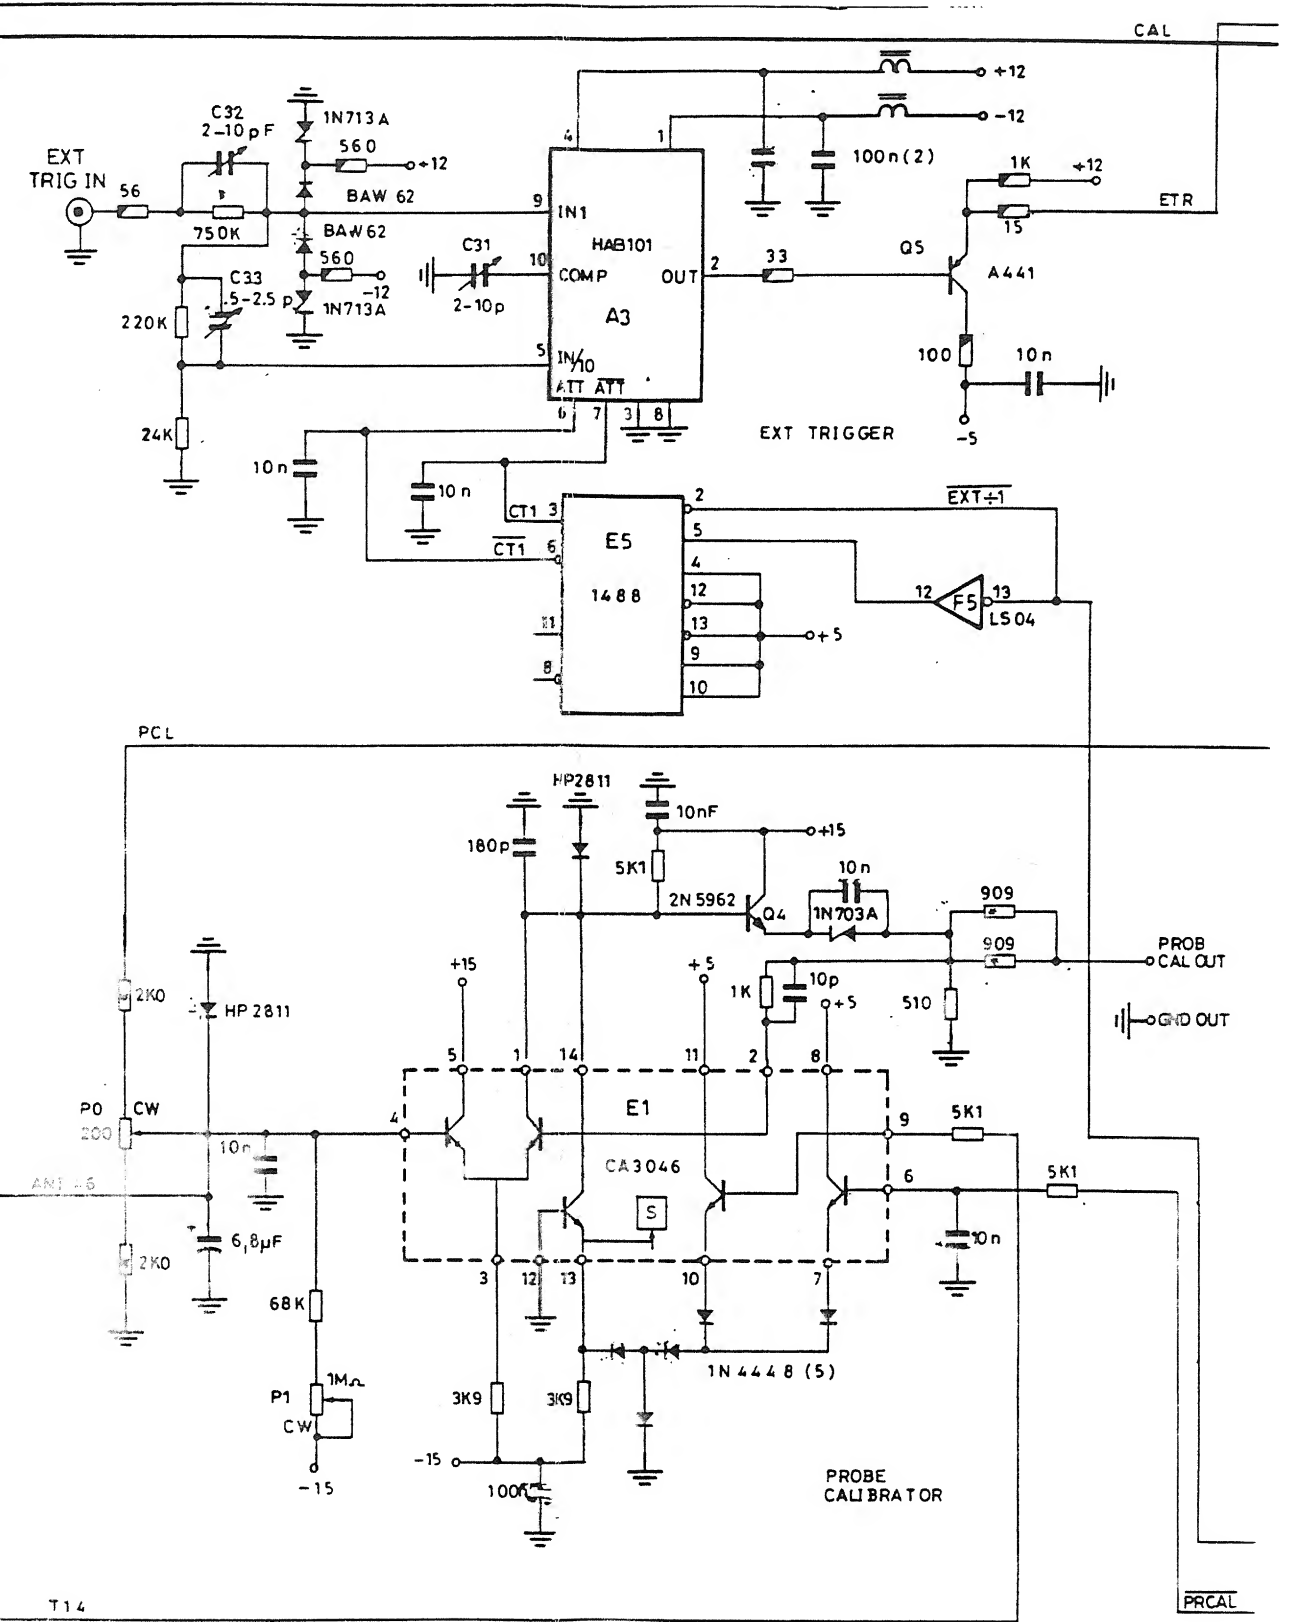 CAL
+12
-12
C32
2-10pF
1N713A
560
+12
EXT
TRIG IN
56
750K
BAW 62
4
1
100n(2)
1K
+12
ETR
15
9
IN1
HAB101
BAW62
560
-12
1N713A
C31
10
COMP
2-10p
OUT
2
33
Q5
A441
A3
C33
.5-2.5 p
220K
5
IN/10
ATT
ATT
6
7
3
8
100
10n
-5
24K
EXT TRIGGER
10n
10n
CT1
3
CT1
6
E5
1488
2
EXT÷1
5
4
12
13
9
10
+5
11
8
12
F5
13
LS04
PCL
HP2811
10nF
180p
+15
5K1
2N5962
Q4
10n
1N703A
909
909
PROB
CAL OUT
+15
+5
1K
10p
+5
510
GND OUT
2K0
HP2811
5
1
14
11
2
8
P0
CW
200
4
E1
9
5K1
10n
CA3046
6
5K1
S
6,8µF
2K0
3
12
13
10
7
10n
68K
1N4448 (5)
P1
1MΩ
CW
3K9
3K9
-15
-15
100n
PROBE
CALIBRATOR
T14
PRCAL